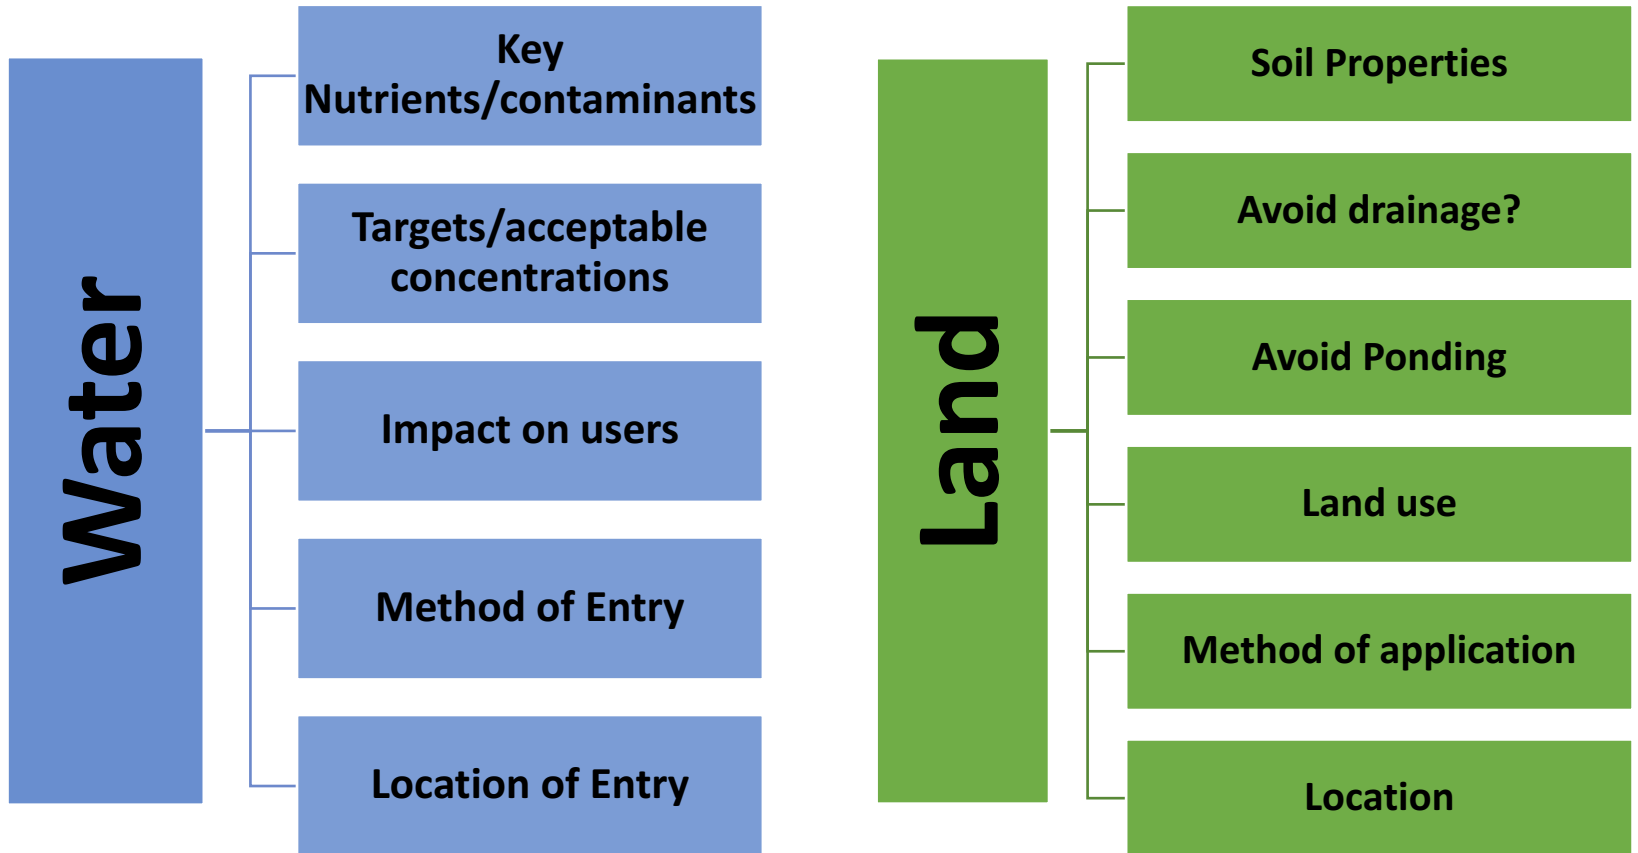 Water
Key
Nutrients/contaminants
Targets/acceptable
concentrations
Impact on users
Method of Entry
Location of Entry
Land
Soil Properties
Avoid drainage?
Avoid Ponding
Land use
Method of application
Location